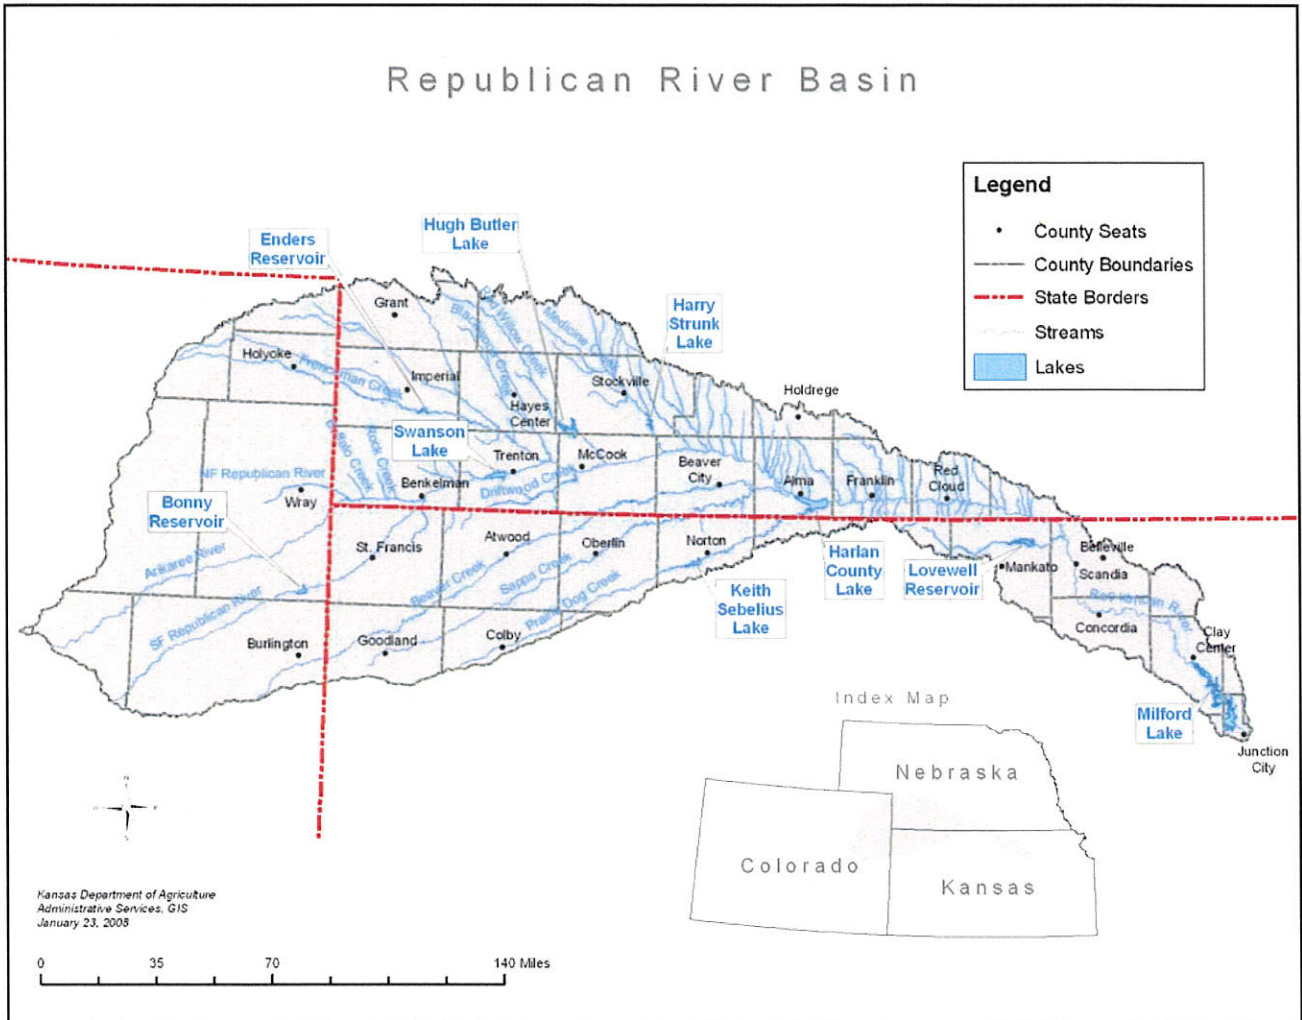 Republican River Basin
Legend
County Seats
County Boundaries
State Borders
Streams
Lakes
Enders
Reservoir
Hugh Butler
Lake
Harry
Strunk
Lake
Grant
Blackwood Creek
Red Willow Creek
Medicine Creek
Holyoke
Frenchman Creek
Imperial
Stockville
Holdrege
Hayes
Center
Swanson
Lake
Buffalo Creek
Rock Creek
Trenton
McCook
Beaver
City
Red
Cloud
NF Republican River
Benkelman
Driftwood Creek
Alma
Franklin
Wray
Bonny
Reservoir
Arikaree River
St. Francis
Atwood
Oberlin
Norton
Harlan
County
Lake
Lovewell
Reservoir
Mankato
Belleville
Scandia
Republican River
Concordia
Beaver Creek
Sappa Creek
Prairie Dog Creek
Keith
Sebelius
Lake
SF Republican River
Burlington
Goodland
Colby
Clay
Center
Milford
Lake
Junction
City
Index Map
Nebraska
Colorado
Kansas
Kansas Department of Agriculture
Administrative Services, GIS
January 23, 2008
0 35 70 140 Miles